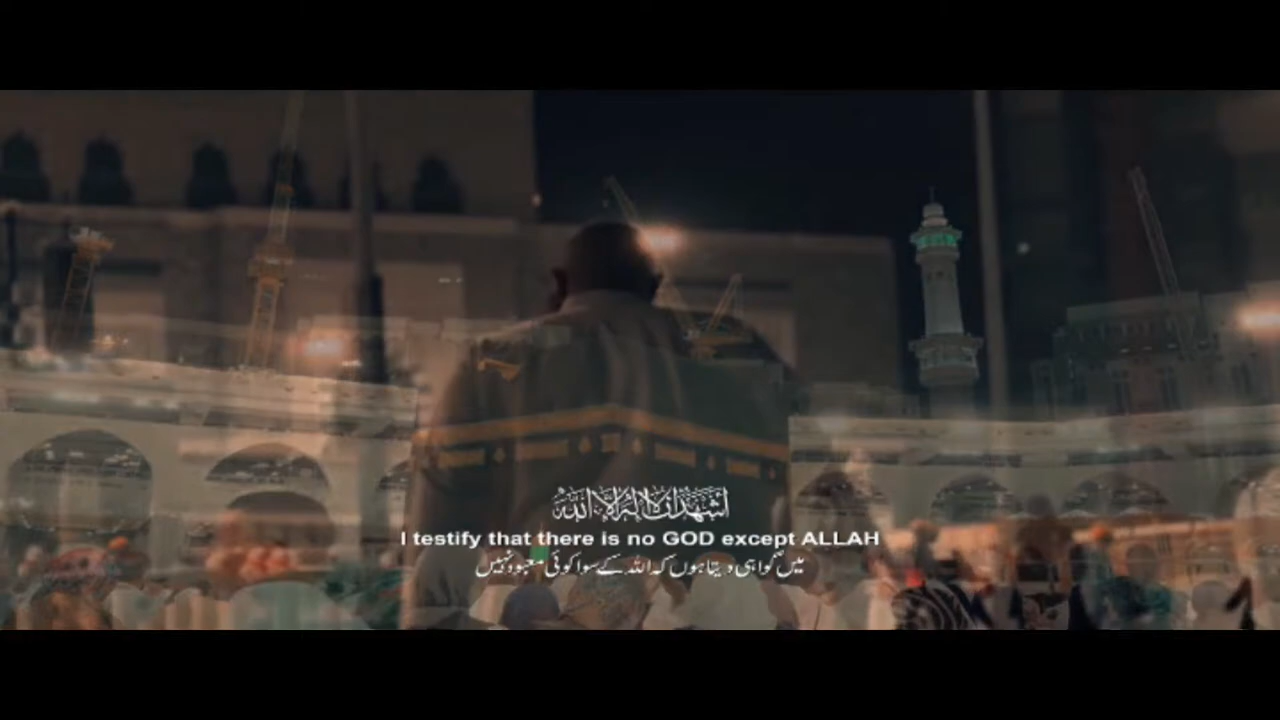 أشهد أن لا إله إلا الله
I testify that there is no GOD except ALLAH
میں گواہی دیتا ہوں کہ اللہ کے سوا کوئی معبود نہیں